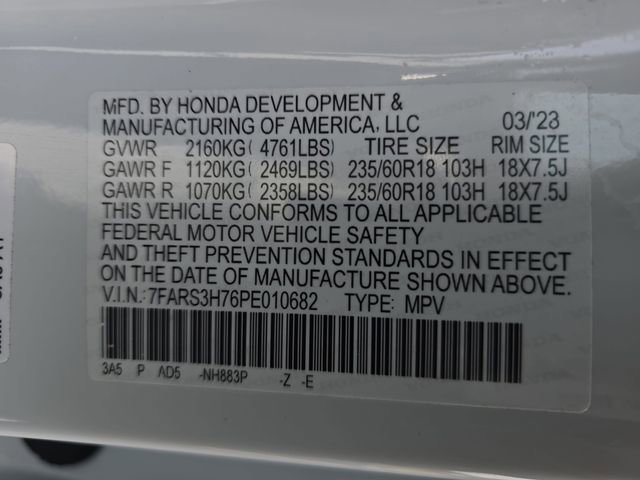 MFD. BY HONDA DEVELOPMENT &
MANUFACTURING OF AMERICA, LLC 03/'23
GVWR 2160KG( 4761LBS) TIRE SIZE RIM SIZE
GAWR F 1120KG( 2469LBS) 235/60R18 103H 18X7.5J
GAWR R 1070KG( 2358LBS) 235/60R18 103H 18X7.5J
THIS VEHICLE CONFORMS TO ALL APPLICABLE
FEDERAL MOTOR VEHICLE SAFETY
AND THEFT PREVENTION STANDARDS IN EFFECT
ON THE DATE OF MANUFACTURE SHOWN ABOVE.
V.I.N.: 7FARS3H76PE010682 TYPE: MPV
3A5 P AD5 -NH883P -Z -E